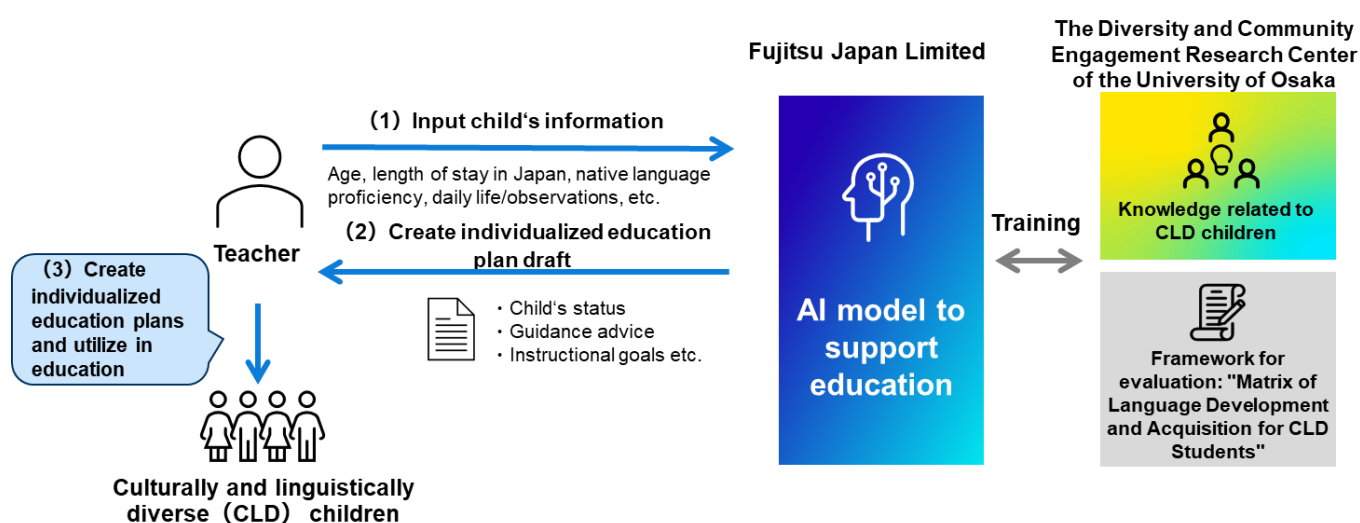 Fujitsu Japan Limited
The Diversity and Community
Engagement Research Center
of the University of Osaka
（1）Input child‘s information
Age, length of stay in Japan, native language
proficiency, daily life/observations, etc.
（2）Create individualized education
plan draft
・Child‘s status
・Guidance advice
・Instructional goals etc.
Teacher
（3）Create
individualized
education plans
and utilize in
education
Culturally and linguistically
diverse（CLD） children
AI model to
support
education
Training
Knowledge related to
CLD children
Framework for
evaluation: "Matrix of
Language Development
and Acquisition for CLD
Students"